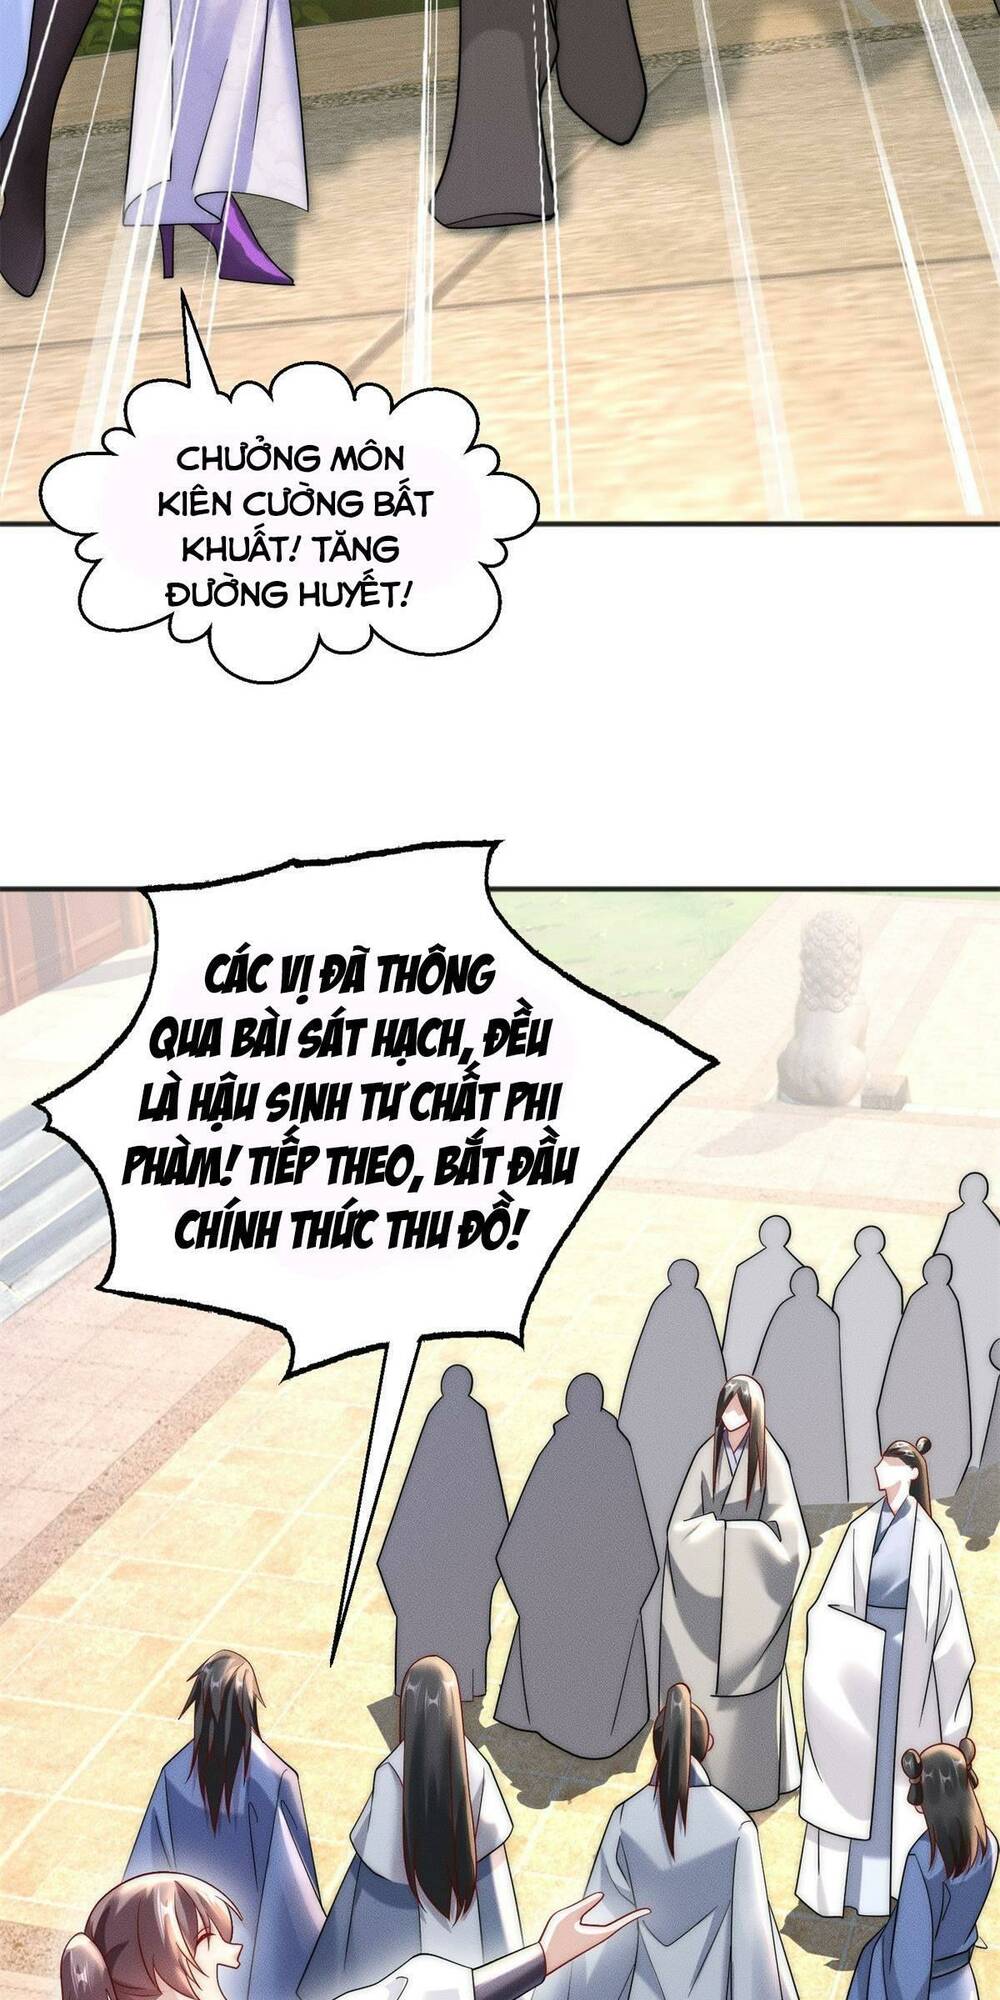 CHƯỞNG MÔN
KIÊN CƯỜNG BẤT
KHUẤT! TĂNG
ĐƯỜNG HUYẾT!
CÁC VỊ ĐÃ THÔNG
QUA BÀI SÁT HẠCH, ĐỀU
LÀ HẬU SINH TƯ CHẤT PHI
PHÀM! TIẾP THEO, BẮT ĐẦU
CHÍNH THỨC THU ĐỒ!